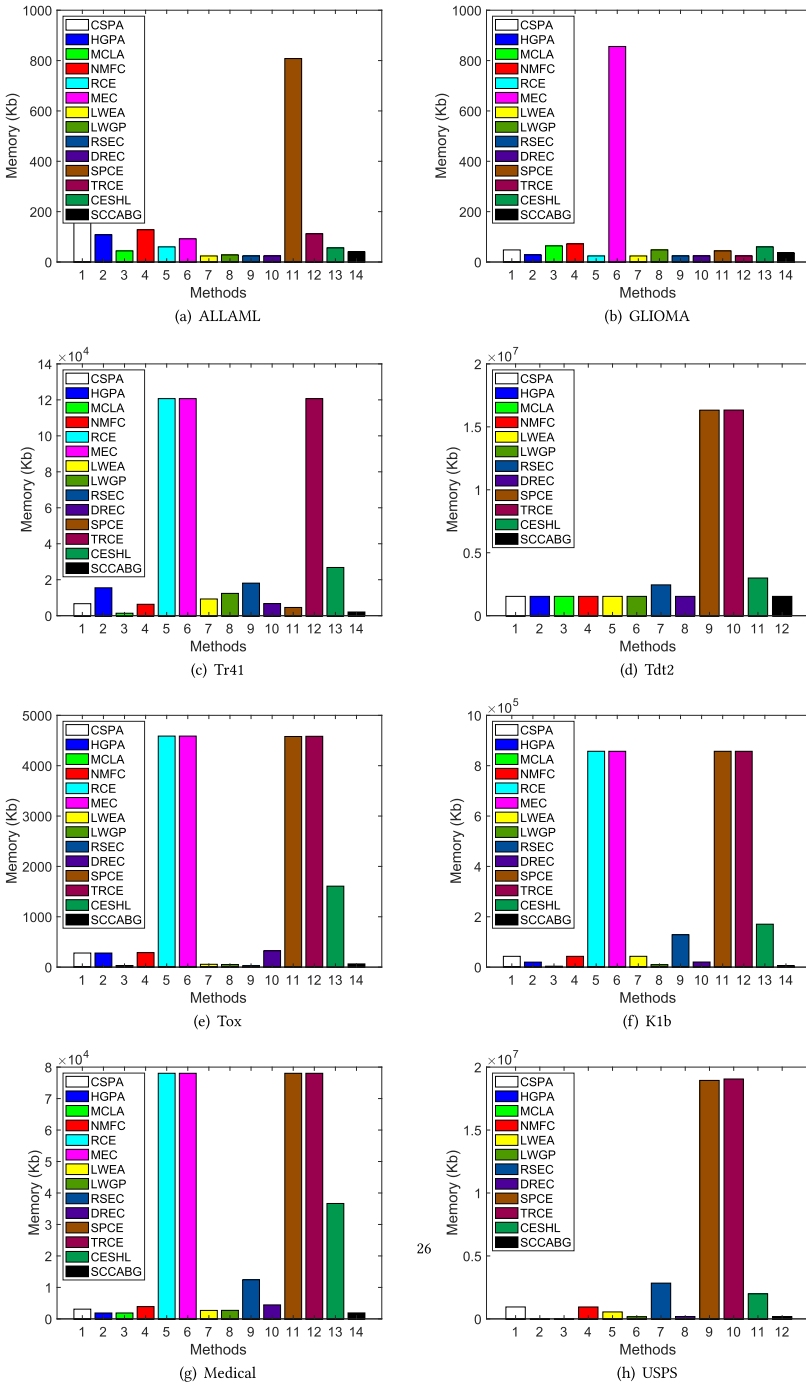 1000
800
600
400
200
0
Memory (Kb)
CSPA
HGPA
MCLA
NMFC
RCE
MEC
LWEA
LWGP
RSEC
DREC
SPCE
TRCE
CESHL
SCCABG
1 2 3 4 5 6 7 8 9 10 11 12 13 14
Methods
(a) ALLAML
1000
800
600
400
200
0
Memory (Kb)
CSPA
HGPA
MCLA
NMFC
RCE
MEC
LWEA
LWGP
RSEC
DREC
SPCE
TRCE
CESHL
SCCABG
1 2 3 4 5 6 7 8 9 10 11 12 13 14
Methods
(b) GLIOMA
×10⁴
14
12
10
8
6
4
2
0
Memory (Kb)
CSPA
HGPA
MCLA
NMFC
RCE
MEC
LWEA
LWGP
RSEC
DREC
SPCE
TRCE
CESHL
SCCABG
1 2 3 4 5 6 7 8 9 10 11 12 13 14
Methods
(c) Tr41
×10⁷
2
1.5
1
0.5
0
Memory (Kb)
CSPA
HGPA
MCLA
NMFC
LWEA
LWGP
RSEC
DREC
SPCE
TRCE
CESHL
SCCABG
1 2 3 4 5 6 7 8 9 10 11 12
Methods
(d) Tdt2
5000
4000
3000
2000
1000
0
Memory (Kb)
CSPA
HGPA
MCLA
NMFC
RCE
MEC
LWEA
LWGP
RSEC
DREC
SPCE
TRCE
CESHL
SCCABG
1 2 3 4 5 6 7 8 9 10 11 12 13 14
Methods
(e) Tox
×10⁵
10
8
6
4
2
0
Memory (Kb)
CSPA
HGPA
MCLA
NMFC
RCE
MEC
LWEA
LWGP
RSEC
DREC
SPCE
TRCE
CESHL
SCCABG
1 2 3 4 5 6 7 8 9 10 11 12 13 14
Methods
(f) K1b
×10⁴
8
7
6
5
4
3
2
1
0
Memory (Kb)
CSPA
HGPA
MCLA
NMFC
RCE
MEC
LWEA
LWGP
RSEC
DREC
SPCE
TRCE
CESHL
SCCABG
1 2 3 4 5 6 7 8 9 10 11 12 13 14
Methods
(g) Medical
×10⁷
2
1.5
1
0.5
0
Memory (Kb)
CSPA
HGPA
MCLA
NMFC
LWEA
LWGP
RSEC
DREC
SPCE
TRCE
CESHL
SCCABG
1 2 3 4 5 6 7 8 9 10 11 12
Methods
(h) USPS
26